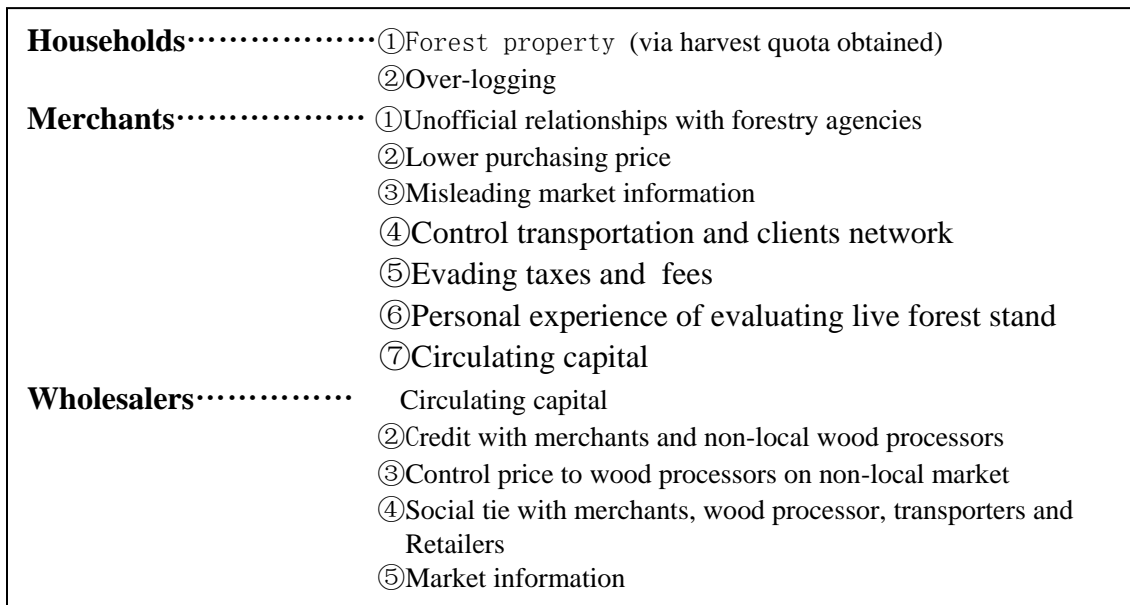 Households………………①Forest property (via harvest quota obtained)
②Over-logging
Merchants……………… ①Unofficial relationships with forestry agencies
②Lower purchasing price
③Misleading market information
④Control transportation and clients network
⑤Evading taxes and fees
⑥Personal experience of evaluating live forest stand
⑦Circulating capital
Wholesalers…………… Circulating capital
②Credit with merchants and non-local wood processors
③Control price to wood processors on non-local market
④Social tie with merchants, wood processor, transporters and
Retailers
⑤Market information